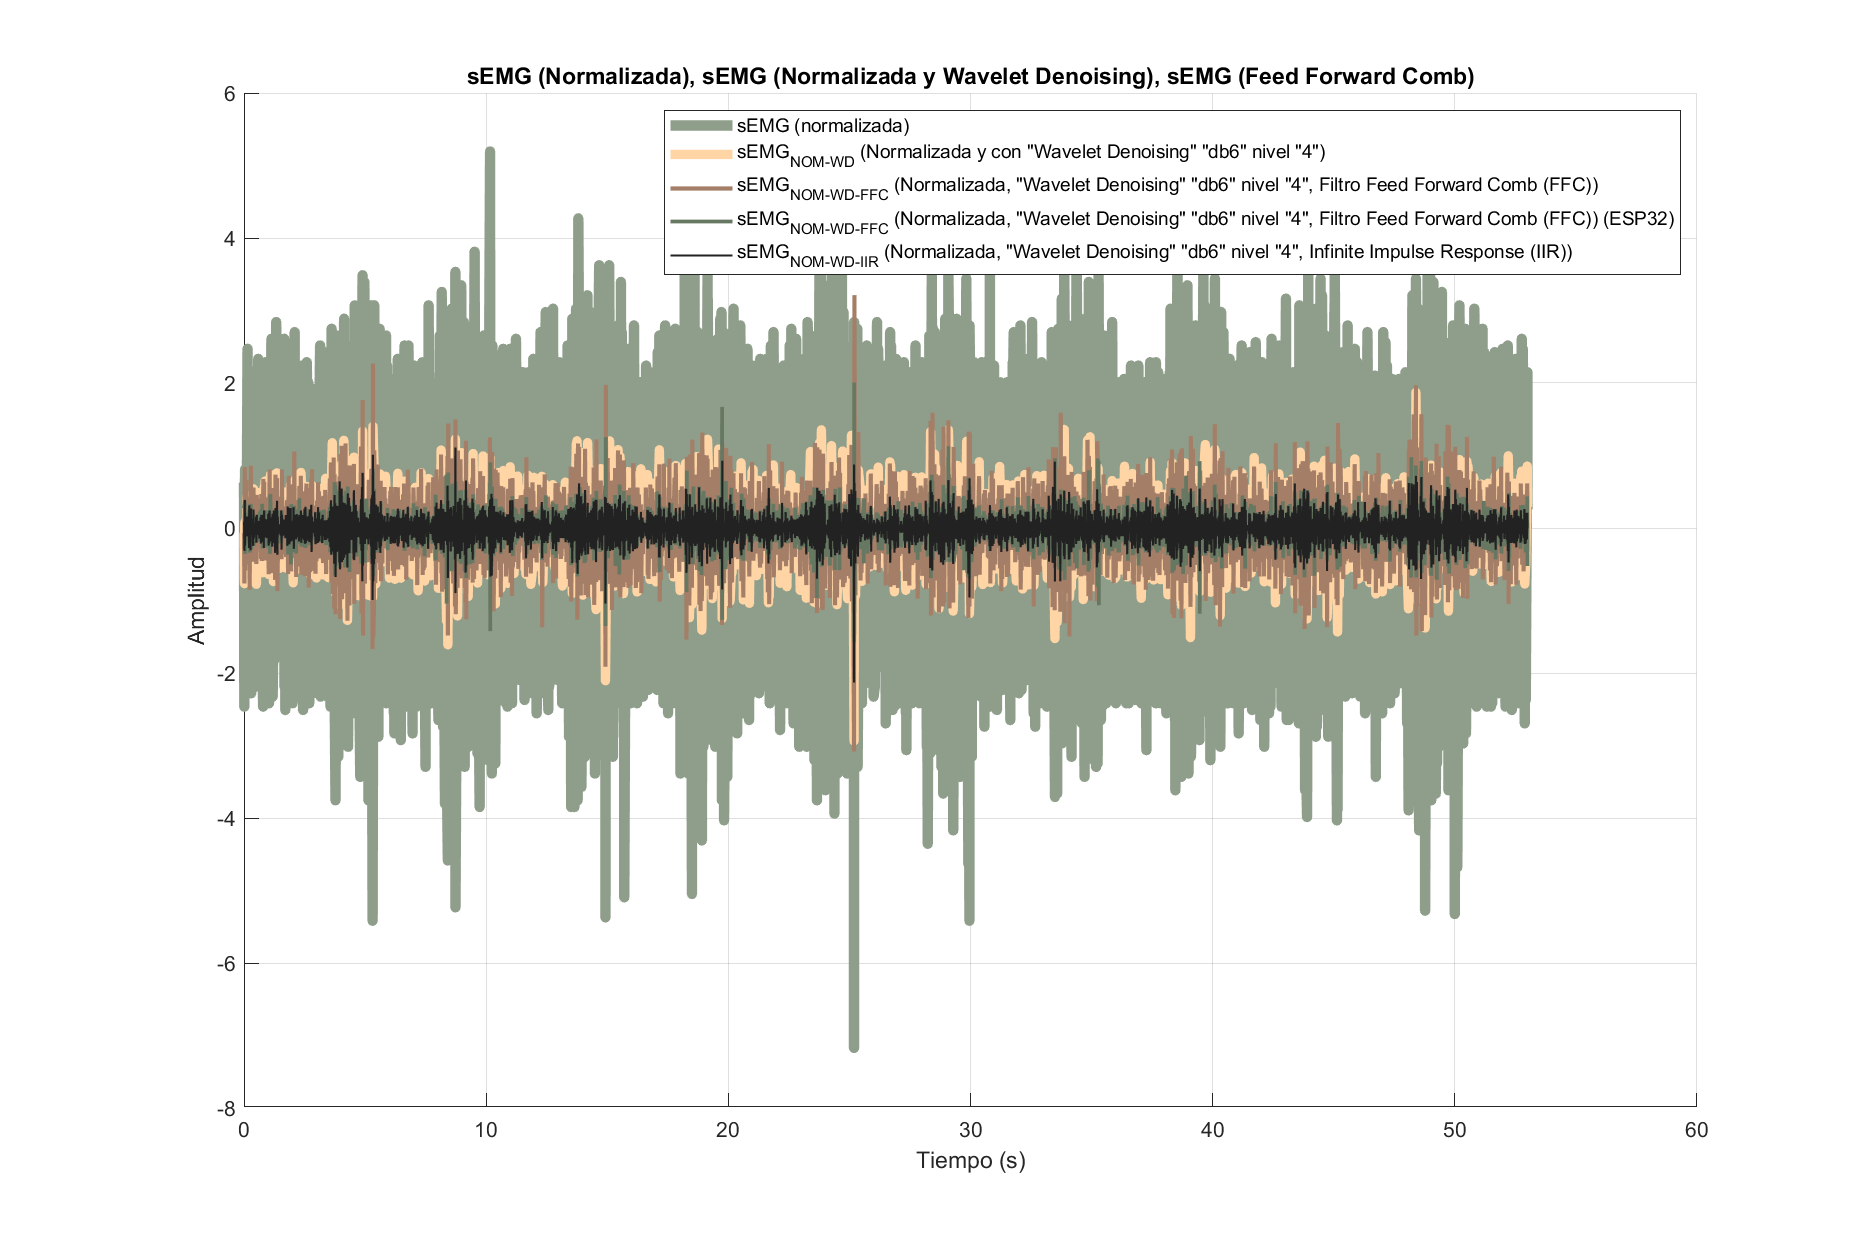 sEMG (Normalizada), sEMG (Normalizada y Wavelet Denoising), sEMG (Feed Forward Comb)
sEMG (normalizada)
sEMG_NOM-WD (Normalizada y con "Wavelet Denoising" "db6" nivel "4")
sEMG_NOM-WD-FFC (Normalizada, "Wavelet Denoising" "db6" nivel "4", Filtro Feed Forward Comb (FFC))
sEMG_NOM-WD-FFC (Normalizada, "Wavelet Denoising" "db6" nivel "4", Filtro Feed Forward Comb (FFC)) (ESP32)
sEMG_NOM-WD-IIR (Normalizada, "Wavelet Denoising" "db6" nivel "4", Infinite Impulse Response (IIR))
6
4
2
0
-2
-4
-6
-8
Amplitud
0 10 20 30 40 50 60
Tiempo (s)